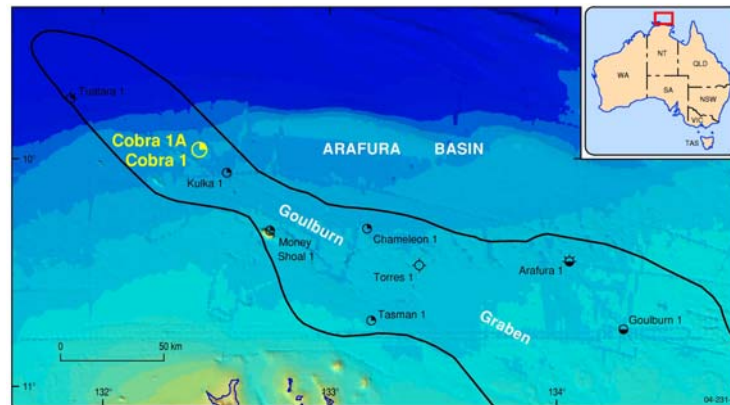 NT
QLD
WA
SA
NSW
VIC
TAS
Tuatara 1
Cobra 1A
Cobra 1
10°
ARAFURA BASIN
Kulka 1
Goulburn
Chameleon 1
Money
Shoal 1
Torres 1
Arafura 1
Tasman 1
Goulburn 1
Graben
0
50 km
11°
132°
133°
134°